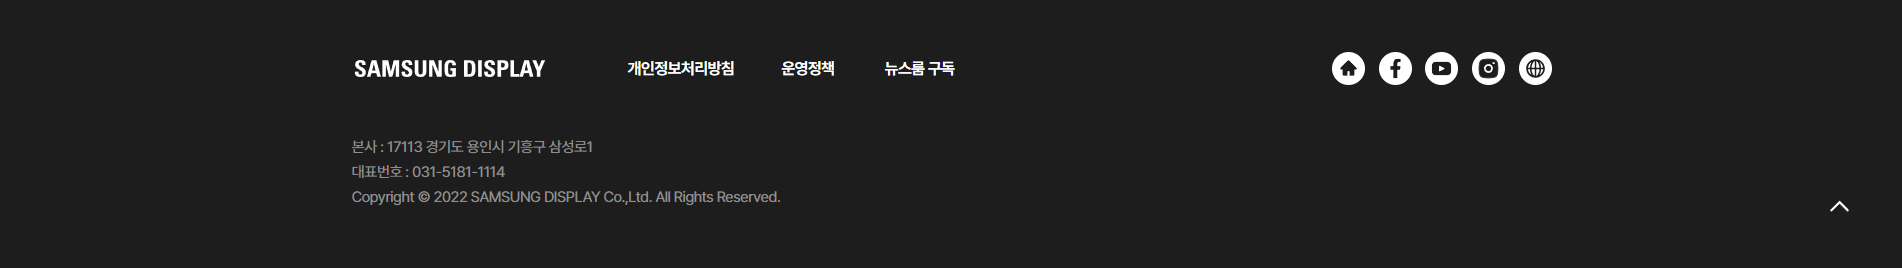 SAMSUNG DISPLAY 개인정보처리방침 운영정책 뉴스룸 구독
본사 : 17113 경기도 용인시 기흥구 삼성로1
대표번호 : 031-5181-1114
Copyright © 2022 SAMSUNG DISPLAY Co.,Ltd. All Rights Reserved.